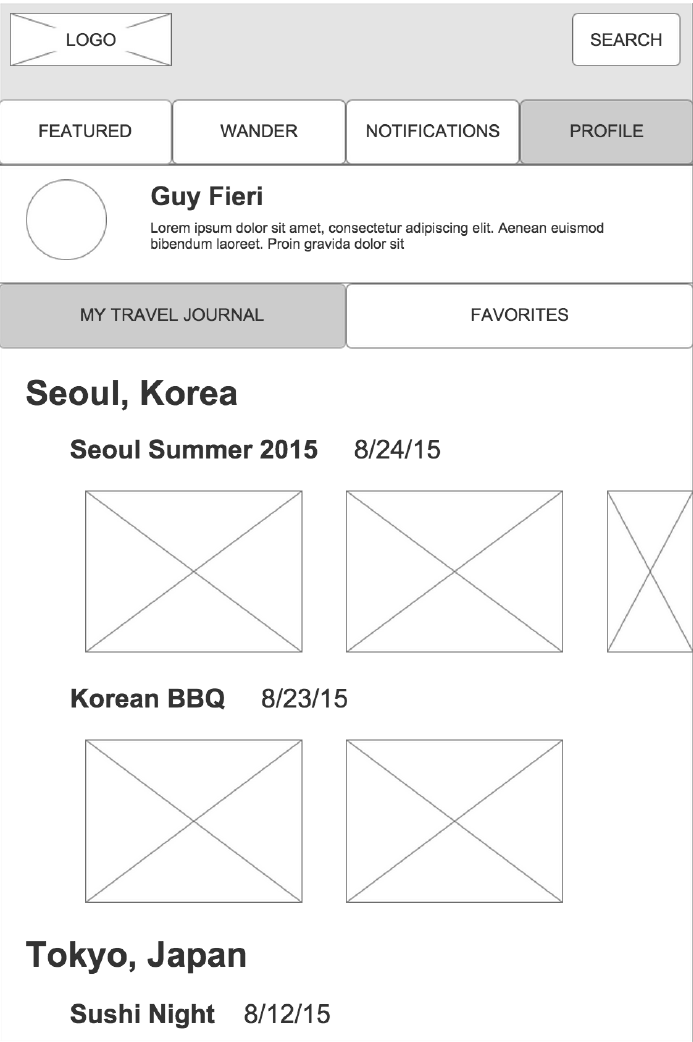 LOGO
SEARCH
FEATURED
WANDER
NOTIFICATIONS
PROFILE
Guy Fieri
Lorem ipsum dolor sit amet, consectetur adipiscing elit. Aenean euismod
bibendum laoreet. Proin gravida dolor sit
MY TRAVEL JOURNAL
FAVORITES
Seoul, Korea
Seoul Summer 2015 8/24/15
Korean BBQ 8/23/15
Tokyo, Japan
Sushi Night 8/12/15